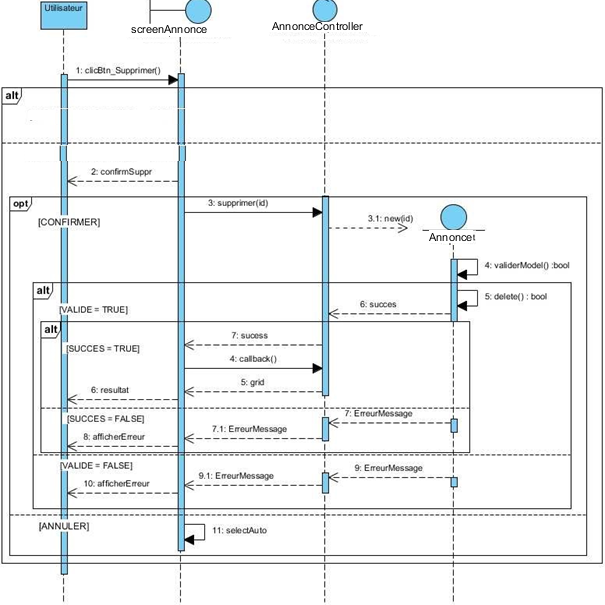 Utilisateur
screenAnnonce
AnnonceController
1: clicBtn_Supprimer()
alt
2: confirmSuppr
opt
3: supprimer(id)
[CONFIRMER]
3.1: new(id)
Annoncet
4: validerModel() :bool
alt
5: delete() : bool
[VALIDE = TRUE]
6: succes
alt
7: sucess
[SUCCES = TRUE]
4: callback()
5: grid
6: resultat
[SUCCES = FALSE]
7: ErreurMessage
7.1: ErreurMessage
8: afficherErreur
[VALIDE = FALSE]
9: ErreurMessage
9.1: ErreurMessage
10: afficherErreur
[ANNULER]
11: selectAuto